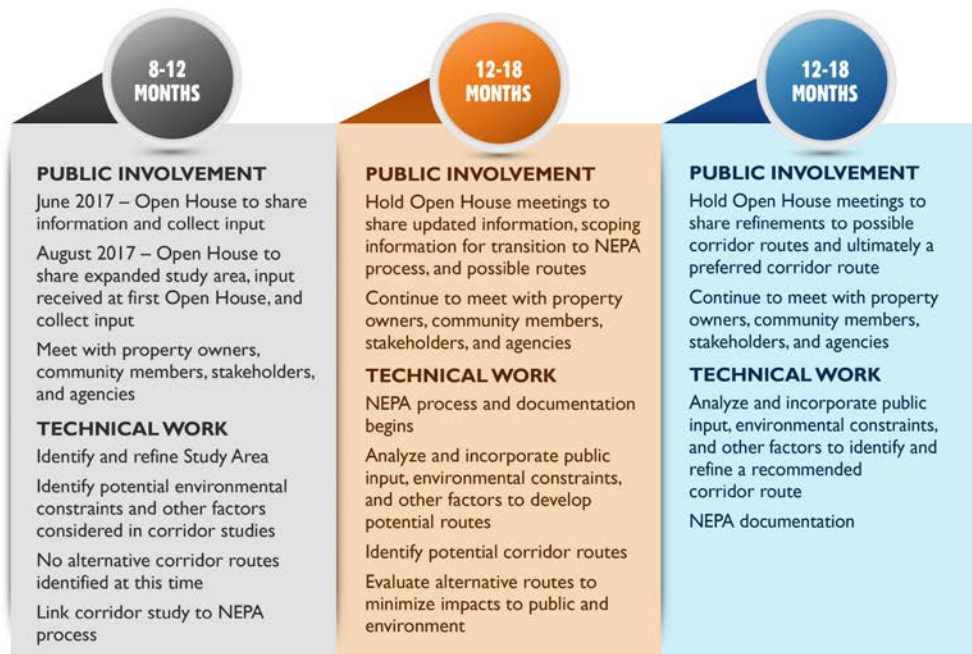 8-12
MONTHS
PUBLIC INVOLVEMENT
June 2017 – Open House to share
information and collect input
August 2017 – Open House to
share expanded study area, input
received at first Open House, and
collect input
Meet with property owners,
community members, stakeholders,
and agencies
TECHNICAL WORK
Identify and refine Study Area
Identify potential environmental
constraints and other factors
considered in corridor studies
No alternative corridor routes
identified at this time
Link corridor study to NEPA
process
12-18
MONTHS
PUBLIC INVOLVEMENT
Hold Open House meetings to
share updated information, scoping
information for transition to NEPA
process, and possible routes
Continue to meet with property
owners, community members,
stakeholders, and agencies
TECHNICAL WORK
NEPA process and documentation
begins
Analyze and incorporate public
input, environmental constraints,
and other factors to develop
potential routes
Identify potential corridor routes
Evaluate alternative routes to
minimize impacts to public and
environment
12-18
MONTHS
PUBLIC INVOLVEMENT
Hold Open House meetings to
share refinements to possible
corridor routes and ultimately a
preferred corridor route
Continue to meet with property
owners, community members,
stakeholders, and agencies
TECHNICAL WORK
Analyze and incorporate public
input, environmental constraints,
and other factors to identify and
refine a recommended
corridor route
NEPA documentation